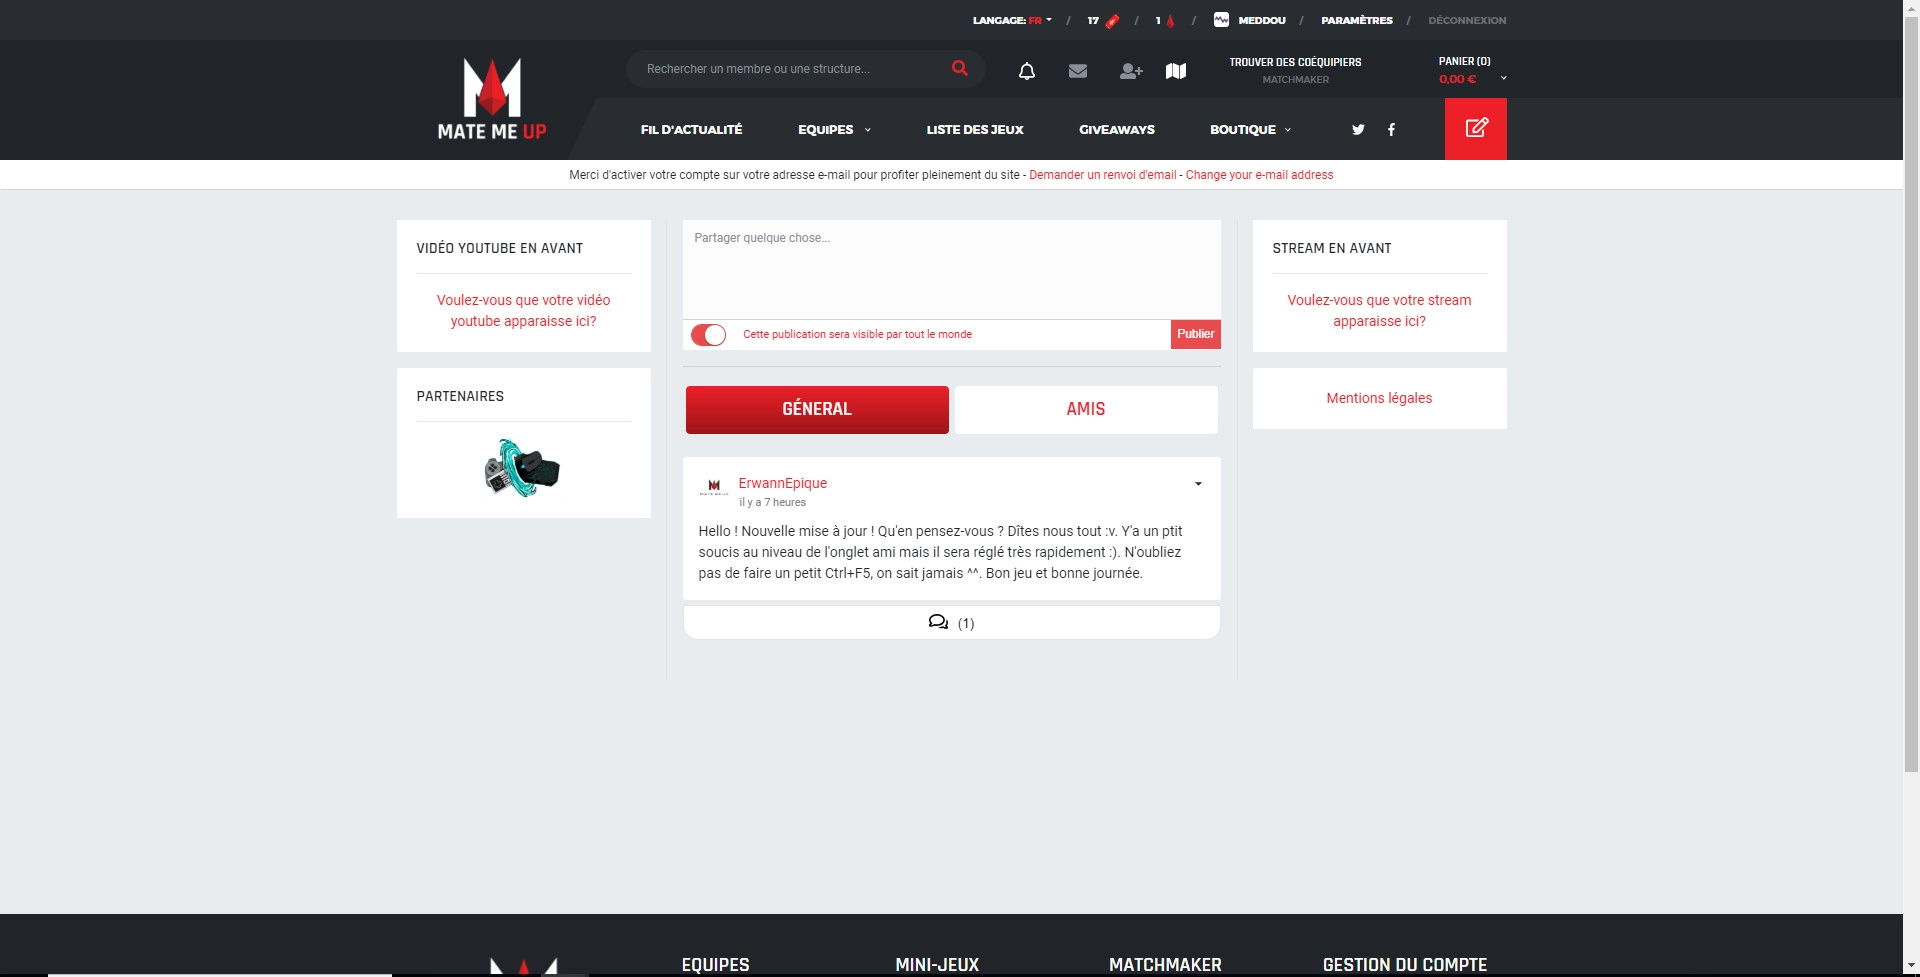 LANGAGE: FR / 17 / 1 / MEDDOU / PARAMÈTRES / DÉCONNEXION
MATE ME UP
Rechercher un membre ou une structure...
TROUVER DES COÉQUIPIERS
MATCHMAKER
PANIER (0)
0,00 €
FIL D'ACTUALITÉ EQUIPES LISTE DES JEUX GIVEAWAYS BOUTIQUE
Merci d'activer votre compte sur votre adresse e-mail pour profiter pleinement du site - Demander un renvoi d'email - Change your e-mail address
VIDÉO YOUTUBE EN AVANT
Voulez-vous que votre vidéo
youtube apparaisse ici?
PARTENAIRES
Partager quelque chose...
Cette publication sera visible par tout le monde
Publier
GÉNERAL
AMIS
ErwannEpique
il y a 7 heures
Hello ! Nouvelle mise à jour ! Qu'en pensez-vous ? Dîtes nous tout :v. Y'a un ptit
soucis au niveau de l'onglet ami mais il sera réglé très rapidement :). N'oubliez
pas de faire un petit Ctrl+F5, on sait jamais ^^. Bon jeu et bonne journée.
(1)
STREAM EN AVANT
Voulez-vous que votre stream
apparaisse ici?
Mentions légales
EQUIPES MINI-JEUX MATCHMAKER GESTION DU COMPTE